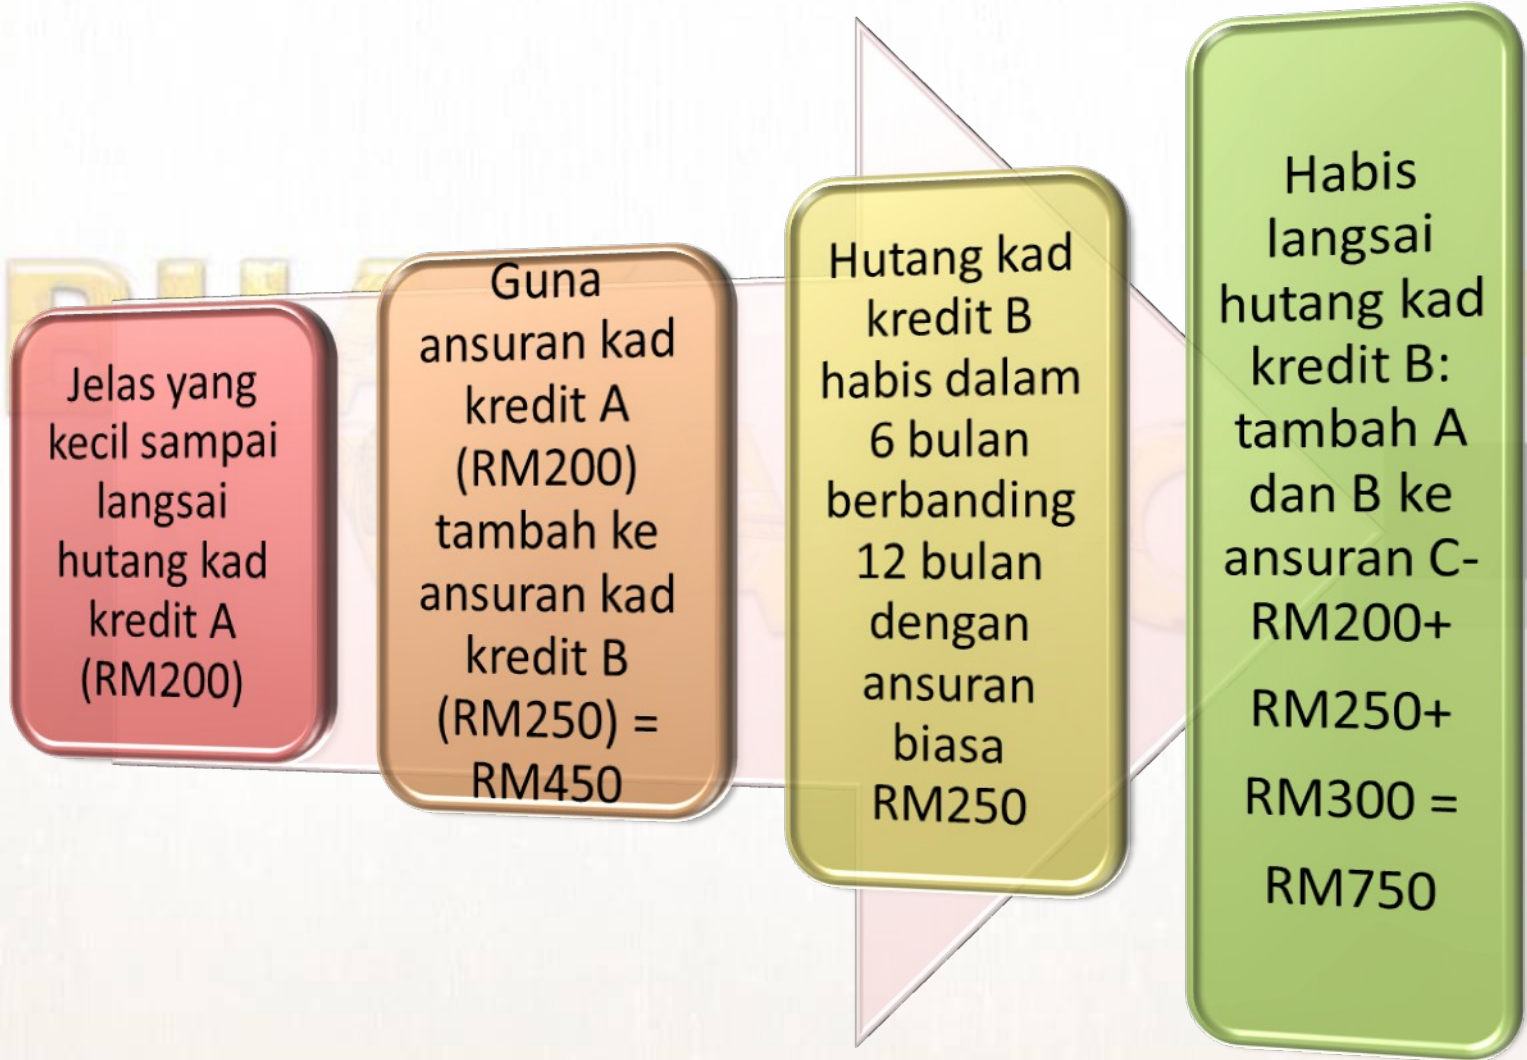 Jelas yang
kecil sampai
langsai
hutang kad
kredit A
(RM200)
Guna
ansuran kad
kredit A
(RM200)
tambah ke
ansuran kad
kredit B
(RM250) =
RM450
Hutang kad
kredit B
habis dalam
6 bulan
berbanding
12 bulan
dengan
ansuran
biasa
RM250
Habis
langsai
hutang kad
kredit B:
tambah A
dan B ke
ansuran C-
RM200+
RM250+
RM300 =
RM750